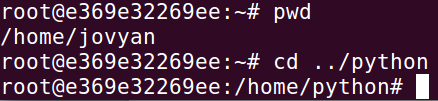 root@e369e32269ee:~# pwd
/home/jovyan
root@e369e32269ee:~# cd ../python
root@e369e32269ee:/home/python#